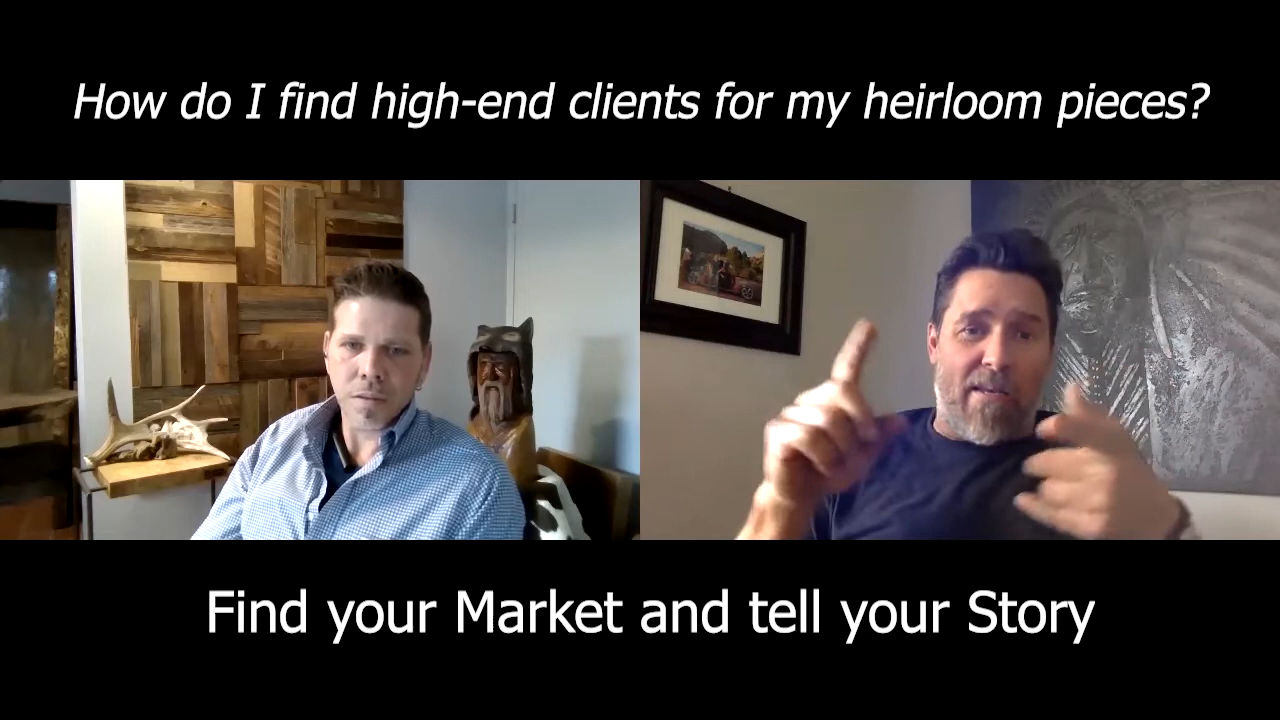 How do I find high-end clients for my heirloom pieces?
Find your Market and tell your Story